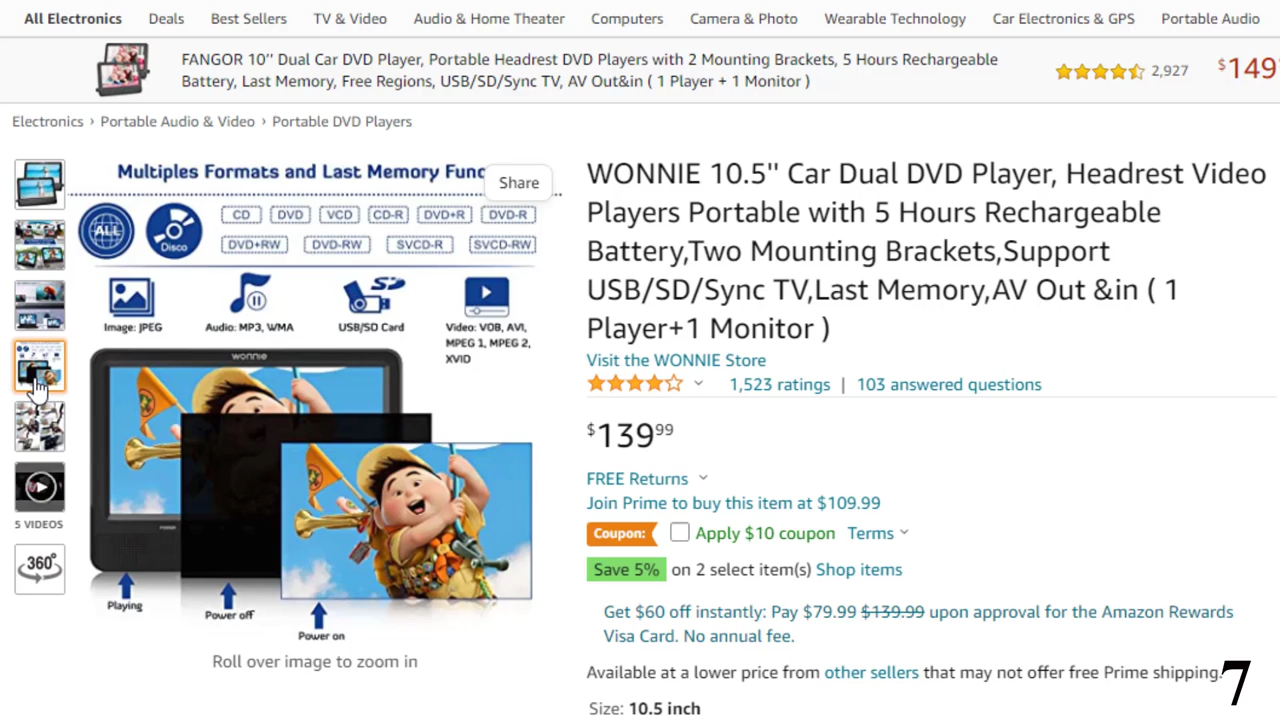 All Electronics Deals Best Sellers TV & Video Audio & Home Theater Computers Camera & Photo Wearable Technology Car Electronics & GPS Portable Audio
FANGOR 10’’ Dual Car DVD Player, Portable Headrest DVD Players with 2 Mounting Brackets, 5 Hours Rechargeable
Battery, Last Memory, Free Regions, USB/SD/Sync TV, AV Out&in ( 1 Player + 1 Monitor )
2,927
$149
Electronics › Portable Audio & Video › Portable DVD Players
Multiples Formats and Last Memory Func
Share
ALL
Disco
CD DVD VCD CD-R DVD+R DVD-R
DVD+RW DVD-RW SVCD-R SVCD-RW
Image: JPEG
Audio: MP3, WMA
USB/SD Card
Video: VOB, AVI,
MPEG 1, MPEG 2,
XVID
wonnie
Playing
Power off
Power on
Roll over image to zoom in
5 VIDEOS
360°
WONNIE 10.5" Car Dual DVD Player, Headrest Video
Players Portable with 5 Hours Rechargeable
Battery,Two Mounting Brackets,Support
USB/SD/Sync TV,Last Memory,AV Out &in ( 1
Player+1 Monitor )
Visit the WONNIE Store
1,523 ratings | 103 answered questions
$139.99
FREE Returns
Join Prime to buy this item at $109.99
Coupon: Apply $10 coupon Terms
Save 5% on 2 select item(s) Shop items
Get $60 off instantly: Pay $79.99 $139.99 upon approval for the Amazon Rewards
Visa Card. No annual fee.
Available at a lower price from other sellers that may not offer free Prime shipping.
7
Size: 10.5 inch